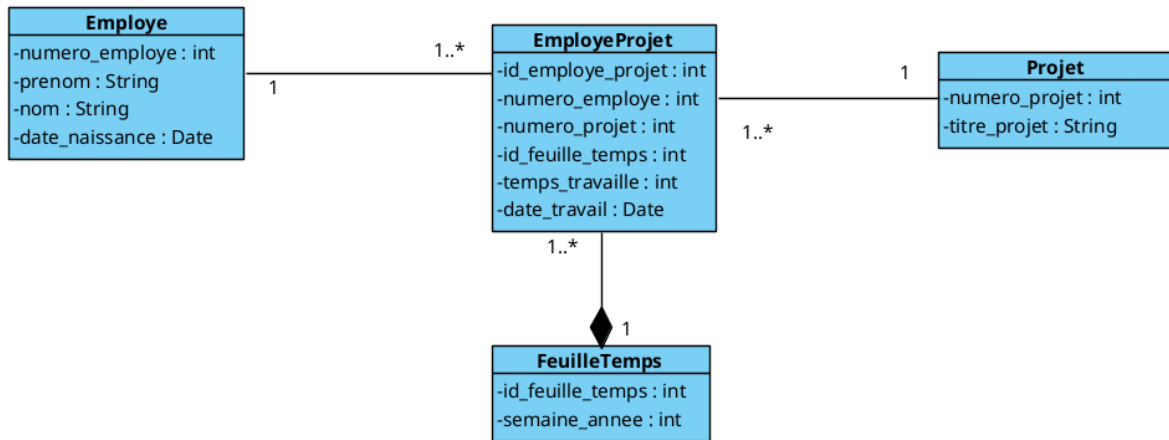 Employe
-numero_employe : int
-prenom : String
-nom : String
-date_naissance : Date
1
1..*
EmployeProjet
-id_employe_projet : int
-numero_employe : int
-numero_projet : int
-id_feuille_temps : int
-temps_travaille : int
-date_travail : Date
1..*
1
Projet
-numero_projet : int
-titre_projet : String
1..*
1
FeuilleTemps
-id_feuille_temps : int
-semaine_annee : int